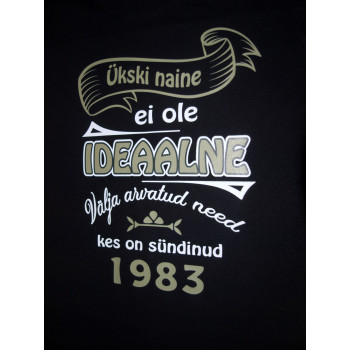 Ükski naine
ei ole
IDEAALNE
Välja arvatud need
kes on sündinud
1983